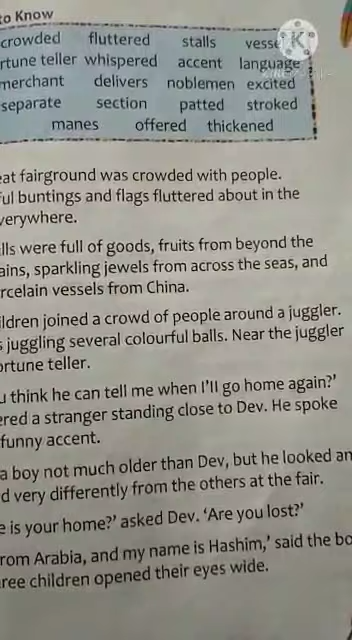 to Know
crowded fluttered stalls vesse
rtune teller whispered accent language
merchant delivers noblemen excited
separate section patted stroked
manes offered thickened
eat fairground was crowded with people.
ful buntings and flags fluttered about in the
verywhere.
lls were full of goods, fruits from beyond the
ains, sparkling jewels from across the seas, and
rcelain vessels from China.
ildren joined a crowd of people around a juggler.
s juggling several colourful balls. Near the juggler
ortune teller.
u think he can tell me when I'll go home again?'
ered a stranger standing close to Dev. He spoke
funny accent.
a boy not much older than Dev, but he looked an
d very differently from the others at the fair.
e is your home?' asked Dev. 'Are you lost?'
rom Arabia, and my name is Hashim,' said the bo
ree children opened their eyes wide.